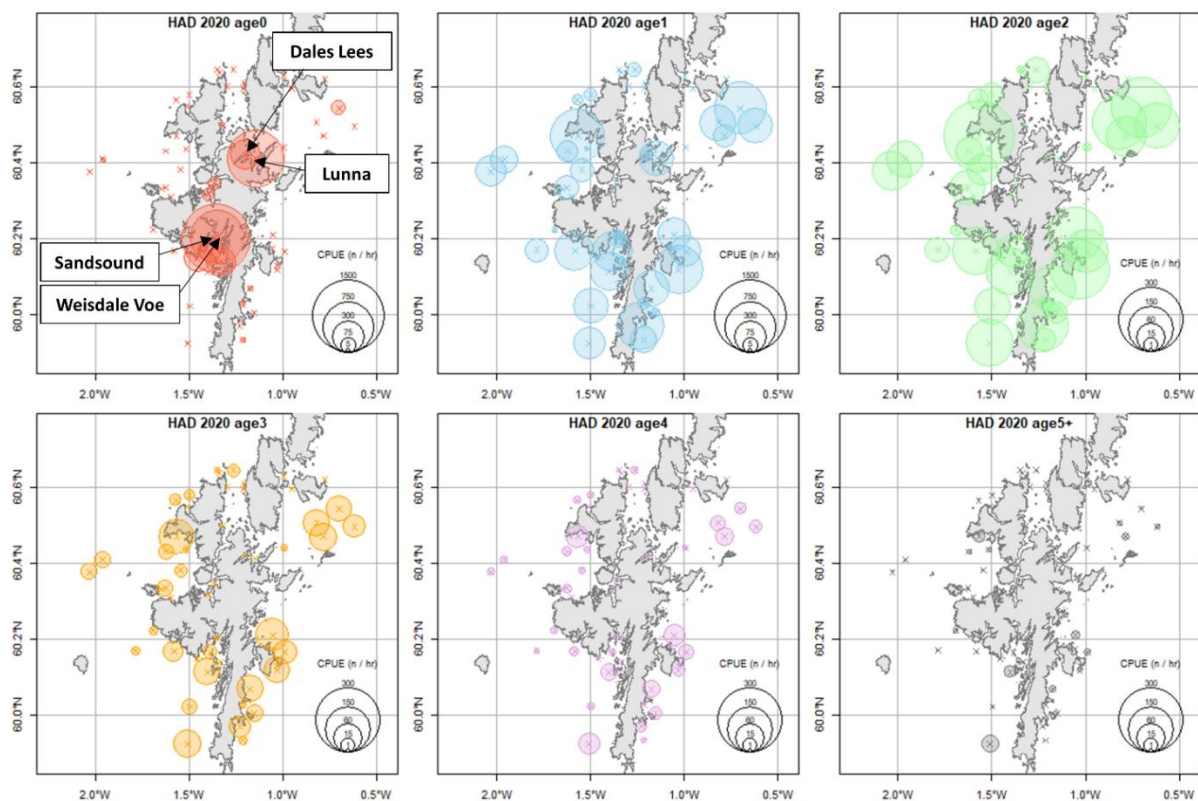 HAD 2020 age0
Dales Lees
Lunna
Sandsound
Weisdale Voe
60.6°N
60.4°N
60.2°N
60.0°N
CPUE (n / hr)
1500
750
300
75
5
0
2.0°W 1.5°W 1.0°W 0.5°W
HAD 2020 age1
60.6°N
60.4°N
60.2°N
60.0°N
CPUE (n / hr)
1500
750
300
75
5
0
2.0°W 1.5°W 1.0°W 0.5°W
HAD 2020 age2
60.6°N
60.4°N
60.2°N
60.0°N
CPUE (n / hr)
300
150
60
15
1
2.0°W 1.5°W 1.0°W 0.5°W
HAD 2020 age3
60.6°N
60.4°N
60.2°N
60.0°N
CPUE (n / hr)
300
150
60
15
1
2.0°W 1.5°W 1.0°W 0.5°W
HAD 2020 age4
60.6°N
60.4°N
60.2°N
60.0°N
CPUE (n / hr)
300
150
60
15
1
2.0°W 1.5°W 1.0°W 0.5°W
HAD 2020 age5+
60.6°N
60.4°N
60.2°N
60.0°N
CPUE (n / hr)
300
150
60
15
1
2.0°W 1.5°W 1.0°W 0.5°W